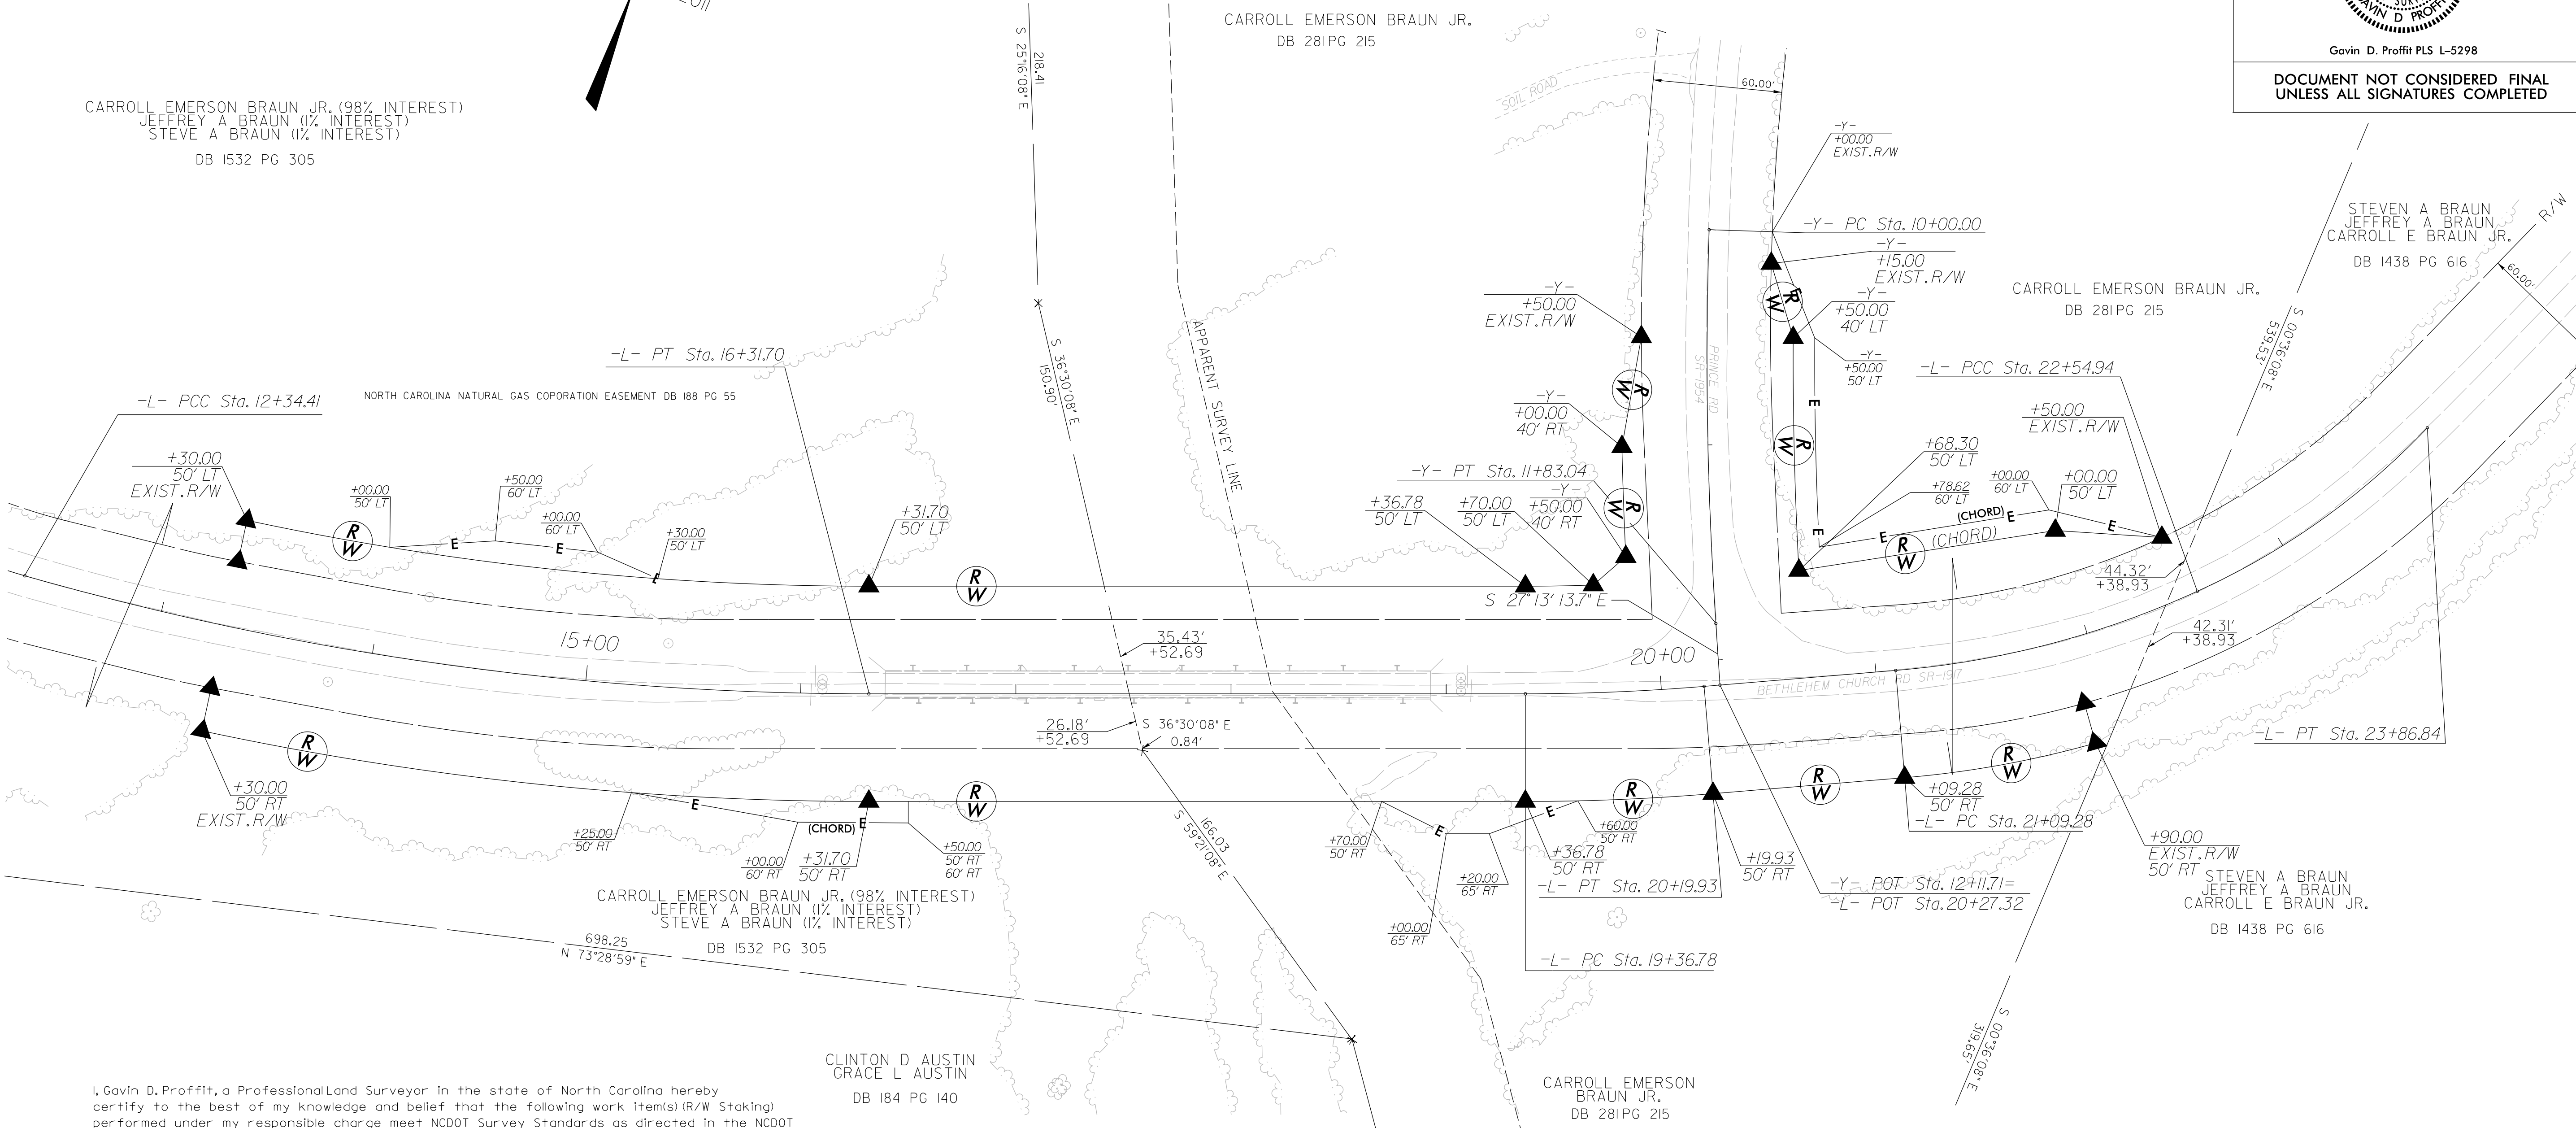 SUR
GAVIN D PROFFIT
Gavin D. Proffit PLS L-5298
DOCUMENT NOT CONSIDERED FINAL
UNLESS ALL SIGNATURES COMPLETED
CARROLL EMERSON BRAUN JR.
DB 281 PG 215
CARROLL EMERSON BRAUN JR. (98% INTEREST)
JEFFREY A BRAUN (1% INTEREST)
STEVE A BRAUN (1% INTEREST)
DB 1532 PG 305
218.41
S 25°16'08" E
SOIL ROAD
60.00'
-Y-
+00.00
EXIST. R/W
-Y- PC Sta. 10+00.00
-Y-
+15.00
EXIST. R/W
-Y-
+50.00
40' LT
-Y-
+50.00
50' LT
STEVEN A BRAUN
JEFFREY A BRAUN
CARROLL E BRAUN JR.
DB 1438 PG 616
R/W
60.00'
CARROLL EMERSON BRAUN JR.
DB 281 PG 215
S 00°36'08" E
539.53'
-Y-
+50.00
EXIST. R/W
PRINCE RD
SR-1954
-L- PT Sta. 16+31.70
S 36°30'08" E
150.90'
APPARENT SURVEY LINE
-L- PCC Sta. 12+34.41
NORTH CAROLINA NATURAL GAS COPORATION EASEMENT DB 188 PG 55
-L- PCC Sta. 22+54.94
+50.00
EXIST. R/W
-Y-
+00.00
40' RT
-Y- PT Sta. 11+83.04
-Y-
+50.00
40' RT
+36.78
50' LT
+70.00
50' LT
+68.30
50' LT
+78.62
60' LT
+00.00
60' LT
+00.00
50' LT
(CHORD)
(CHORD)
+30.00
50' LT
EXIST. R/W
+00.00
50' LT
+50.00
60' LT
+00.00
60' LT
+30.00
50' LT
+31.70
50' LT
R
W
E
S 27°13'13.7" E
44.32'
+38.93
42.31'
+38.93
15+00
35.43'
+52.69
20+00
BETHLEHEM CHURCH RD SR-1917
26.18'
+52.69
S 36°30'08" E
0.84'
-L- PT Sta. 23+86.84
+30.00
50' RT
EXIST. R/W
+25.00
50' RT
+00.00
60' RT
(CHORD)
+31.70
50' RT
+50.00
50' RT
60' RT
166.03
S 59°21'08" E
+70.00
50' RT
+00.00
65' RT
+20.00
65' RT
+36.78
50' RT
+60.00
50' RT
-L- PT Sta. 20+19.93
+19.93
50' RT
-L- PC Sta. 19+36.78
+09.28
50' RT
-L- PC Sta. 21+09.28
-Y- POT Sta. 12+11.71=
-L- POT Sta. 20+27.32
+90.00
EXIST. R/W
50' RT
STEVEN A BRAUN
JEFFREY A BRAUN
CARROLL E BRAUN JR.
DB 1438 PG 616
CARROLL EMERSON BRAUN JR. (98% INTEREST)
JEFFREY A BRAUN (1% INTEREST)
STEVE A BRAUN (1% INTEREST)
DB 1532 PG 305
698.25
N 73°28'59" E
S 00°36'08" E
319.65'
CLINTON D AUSTIN
GRACE L AUSTIN
DB 184 PG 140
CARROLL EMERSON
BRAUN JR.
DB 281 PG 215
I, Gavin D. Proffit, a Professional Land Surveyor in the state of North Carolina hereby
certify to the best of my knowledge and belief that the following work item(s) (R/W Staking)
performed under my responsible charge meet NCDOT Survey Standards as directed in the NCDOT